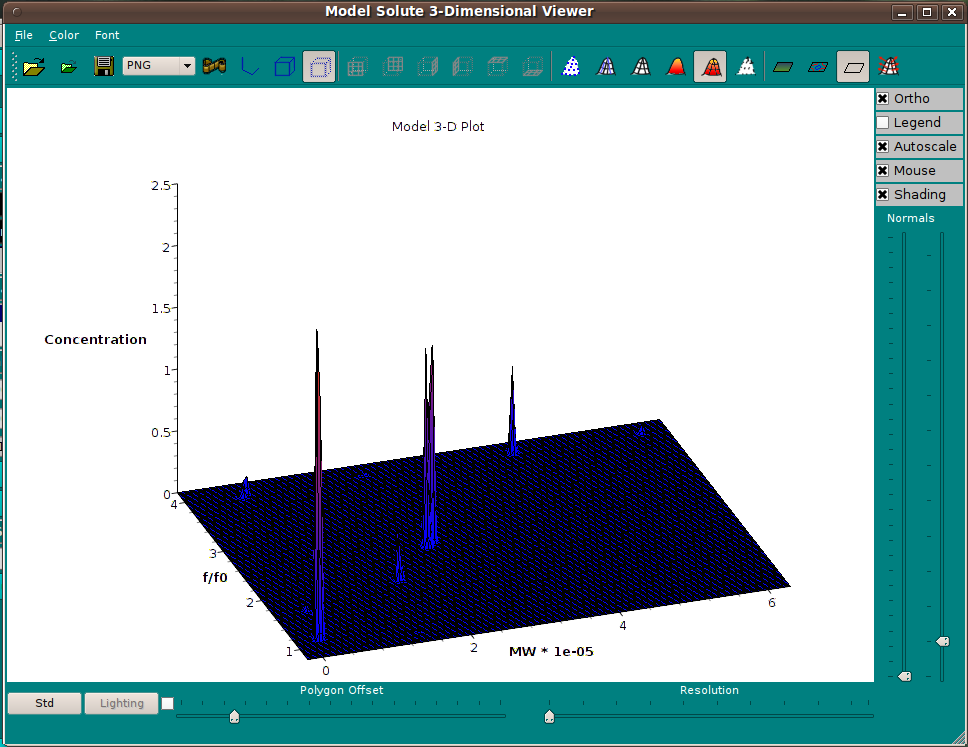 Model Solute 3-Dimensional Viewer
File Color Font
PNG
Ortho
Legend
Autoscale
Mouse
Shading
Normals
Model 3-D Plot
2.5
2
1.5
Concentration
1
0.5
0
4
3
f/f0
2
1
0
2
4
6
MW * 1e-05
Polygon Offset
Resolution
Std
Lighting